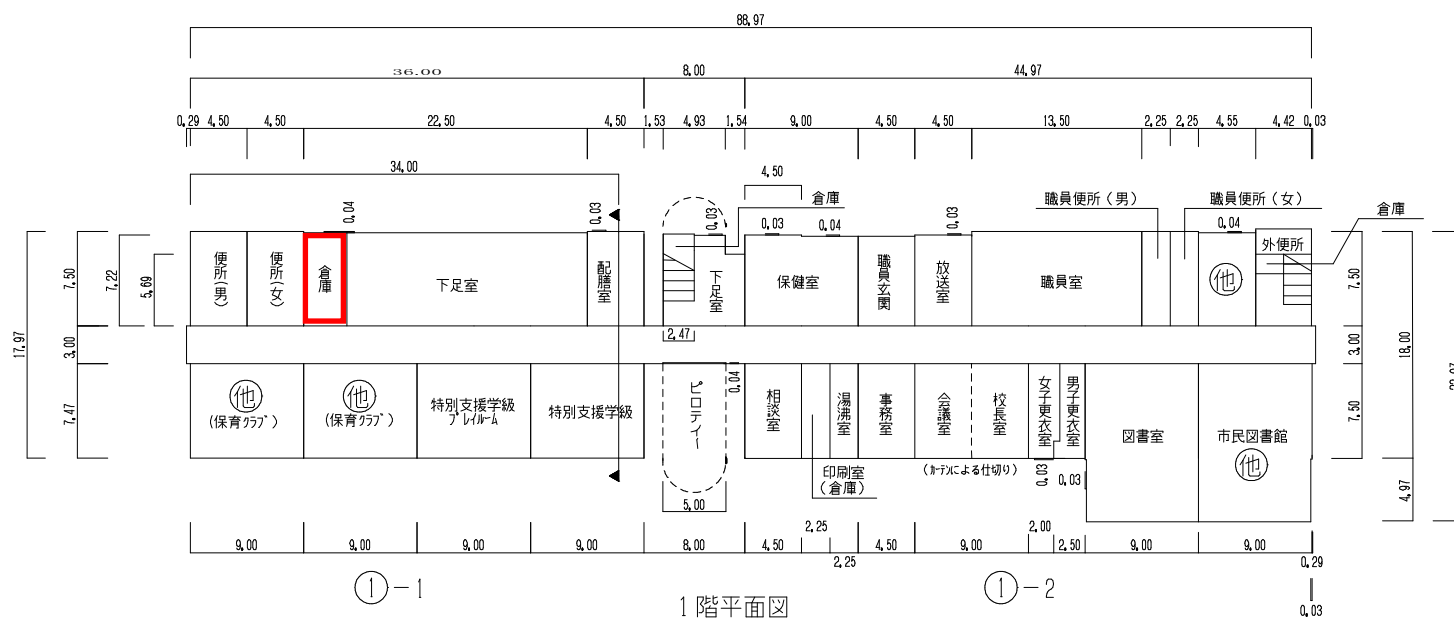 88.97
36.00 8.00 44.97
0.29 4.50 4.50 22.50 4.50 1.53 4.93 1.54 9.00 4.50 4.50 13.50 2.25 2.25 4.55 4.42 0.03
34.00 4.50
倉庫 職員便所(男) 職員便所(女) 倉庫
0.04 0.03 0.03 0.03 0.04 0.03 0.04
17.97
7.50 7.22 5.69
3.00
7.47
便所(男)
便所(女)
倉庫
下足室
配膳室
下足室
保健室
職員玄関
放送室
職員室
他
外便所
7.50
3.00
7.50
18.00
4.97
2.47
0.04
他
(保育クラブ)
他
(保育クラブ)
特別支援学級
プレイルーム
特別支援学級
ピロティー
相談室
湯沸室
事務室
会議室
校長室
女子更衣室
男子更衣室
図書室
市民図書館
他
印刷室
(倉庫)
(カーテンによる仕切り)
0.03
0.03
5.00
2.25 2.00
9.00 9.00 9.00 9.00 8.00 4.50 4.50 9.00 2.50 9.00 9.00
2.25 0.29
①-1 ①-2
1階平面図
0.03